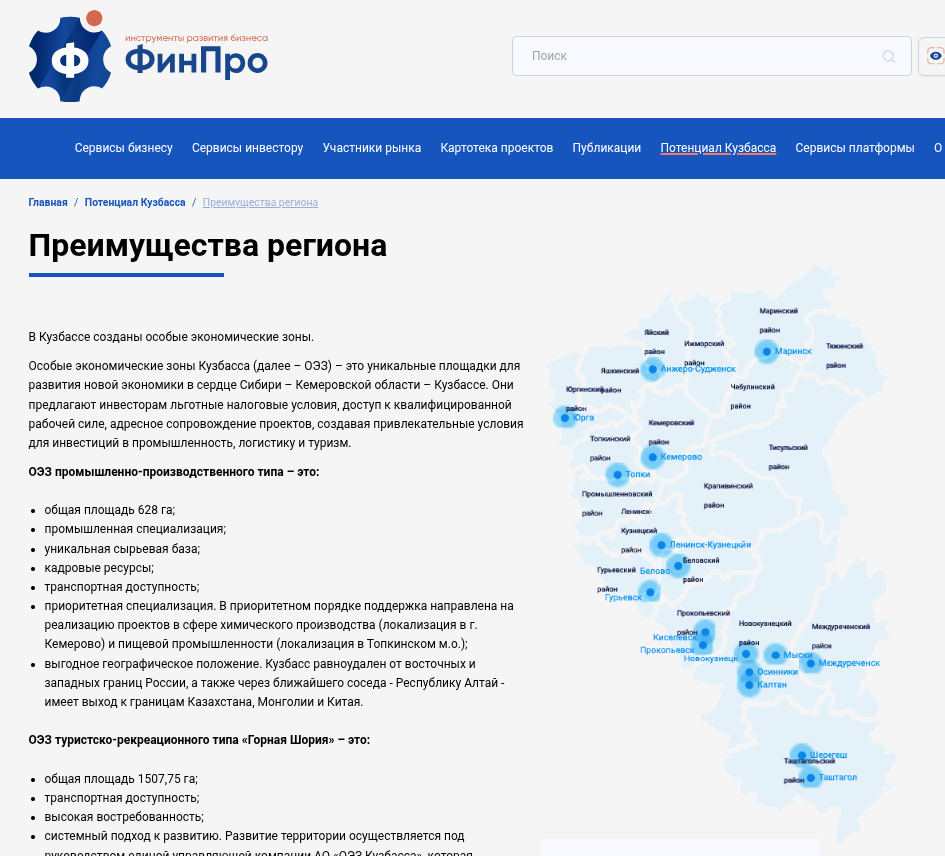 инструменты развития бизнеса
Ф ФинПро
Поиск
Сервисы бизнесу Сервисы инвестору Участники рынка Картотека проектов Публикации Потенциал Кузбасса Сервисы платформы О
Главная / Потенциал Кузбасса / Преимущества региона
Преимущества региона
В Кузбассе созданы особые экономические зоны.
Особые экономические зоны Кузбасса (далее – ОЭЗ) – это уникальные площадки для
развития новой экономики в сердце Сибири – Кемеровской области – Кузбассе. Они
предлагают инвесторам льготные налоговые условия, доступ к квалифицированной
рабочей силе, адресное сопровождение проектов, создавая привлекательные условия
для инвестиций в промышленность, логистику и туризм.
ОЭЗ промышленно-производственного типа – это:
общая площадь 628 га;
промышленная специализация;
уникальная сырьевая база;
кадровые ресурсы;
транспортная доступность;
приоритетная специализация. В приоритетном порядке поддержка направлена на
реализацию проектов в сфере химического производства (локализация в г.
Кемерово) и пищевой промышленности (локализация в Топкинском м.о.);
выгодное географическое положение. Кузбасс равноудален от восточных и
западных границ России, а также через ближайшего соседа - Республику Алтай -
имеет выход к границам Казахстана, Монголии и Китая.
ОЭЗ туристско-рекреационного типа «Горная Шория» – это:
общая площадь 1507,75 га;
транспортная доступность;
высокая востребованность;
системный подход к развитию. Развитие территории осуществляется под
руководством единой управляющей компании АО «ОЭЗ Кузбасса», которая
Мариинский
район
Яйский
район
Ижморский
район
Мариинск
Тяжинский
район
Анжеро-Судженск
Яшкинский
район
Чебулинский
район
Юргинский
район
Юрга
Кемеровский
район
Топкинский
район
Тисульский
район
Кемерово
Топки
Крапивинский
район
Промышленновский
район
Ленинск-
Кузнецкий
район
Ленинск-Кузнецкйи
Беловский
район
Белово
Гурьевский
район
Гурьевск
Прокопьевский
район
Новокузнецкий
район
Междуреченский
район
Киселевск
Прокопьевск
Новокузнецк
Мыски
Междуреченск
Осинники
Калтан
Шерегеш
Таштагольский
район
Таштагол